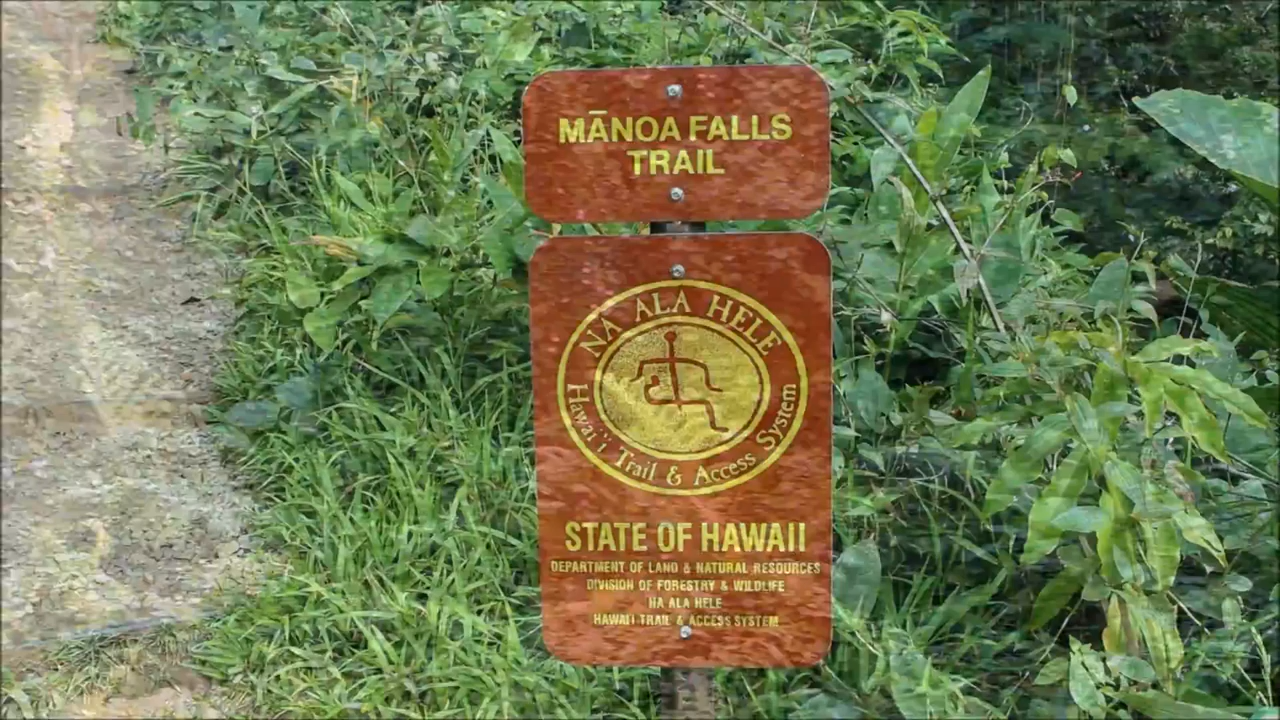 MĀNOA FALLS
TRAIL
NA ALA HELE
Hawai'i Trail & Access System
STATE OF HAWAII
DEPARTMENT OF LAND & NATURAL RESOURCES
DIVISION OF FORESTRY & WILDLIFE
NA ALA HELE
HAWAI'I TRAIL & ACCESS SYSTEM